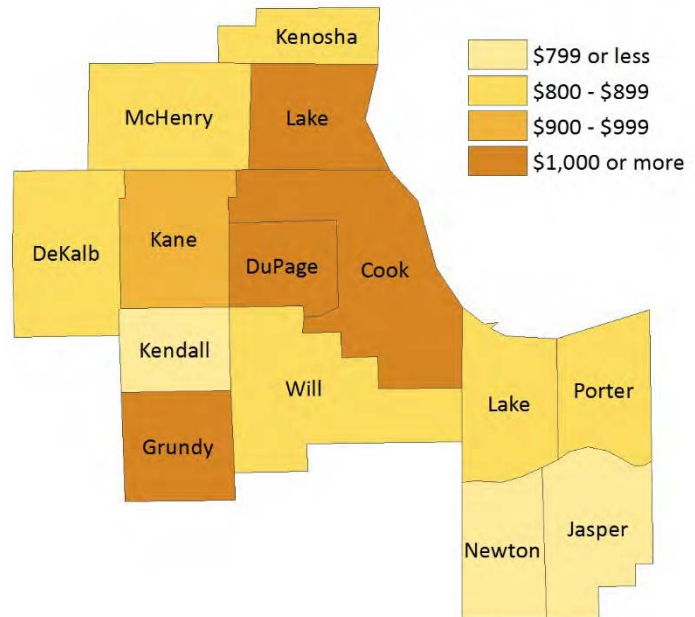 Kenosha
$799 or less
$800 - $899
$900 - $999
$1,000 or more
McHenry
Lake
DeKalb
Kane
DuPage
Cook
Kendall
Will
Lake
Porter
Grundy
Newton
Jasper